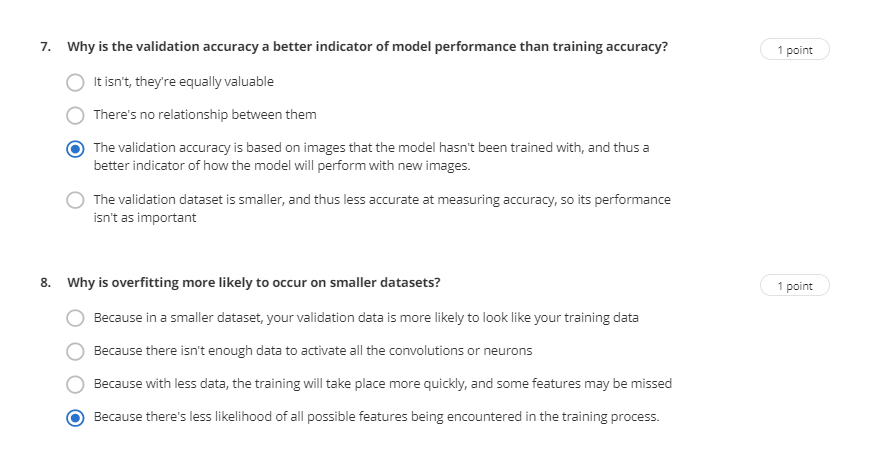 7. Why is the validation accuracy a better indicator of model performance than training accuracy?
1 point
It isn't, they're equally valuable
There's no relationship between them
The validation accuracy is based on images that the model hasn't been trained with, and thus a
better indicator of how the model will perform with new images.
The validation dataset is smaller, and thus less accurate at measuring accuracy, so its performance
isn't as important
8. Why is overfitting more likely to occur on smaller datasets?
1 point
Because in a smaller dataset, your validation data is more likely to look like your training data
Because there isn't enough data to activate all the convolutions or neurons
Because with less data, the training will take place more quickly, and some features may be missed
Because there's less likelihood of all possible features being encountered in the training process.